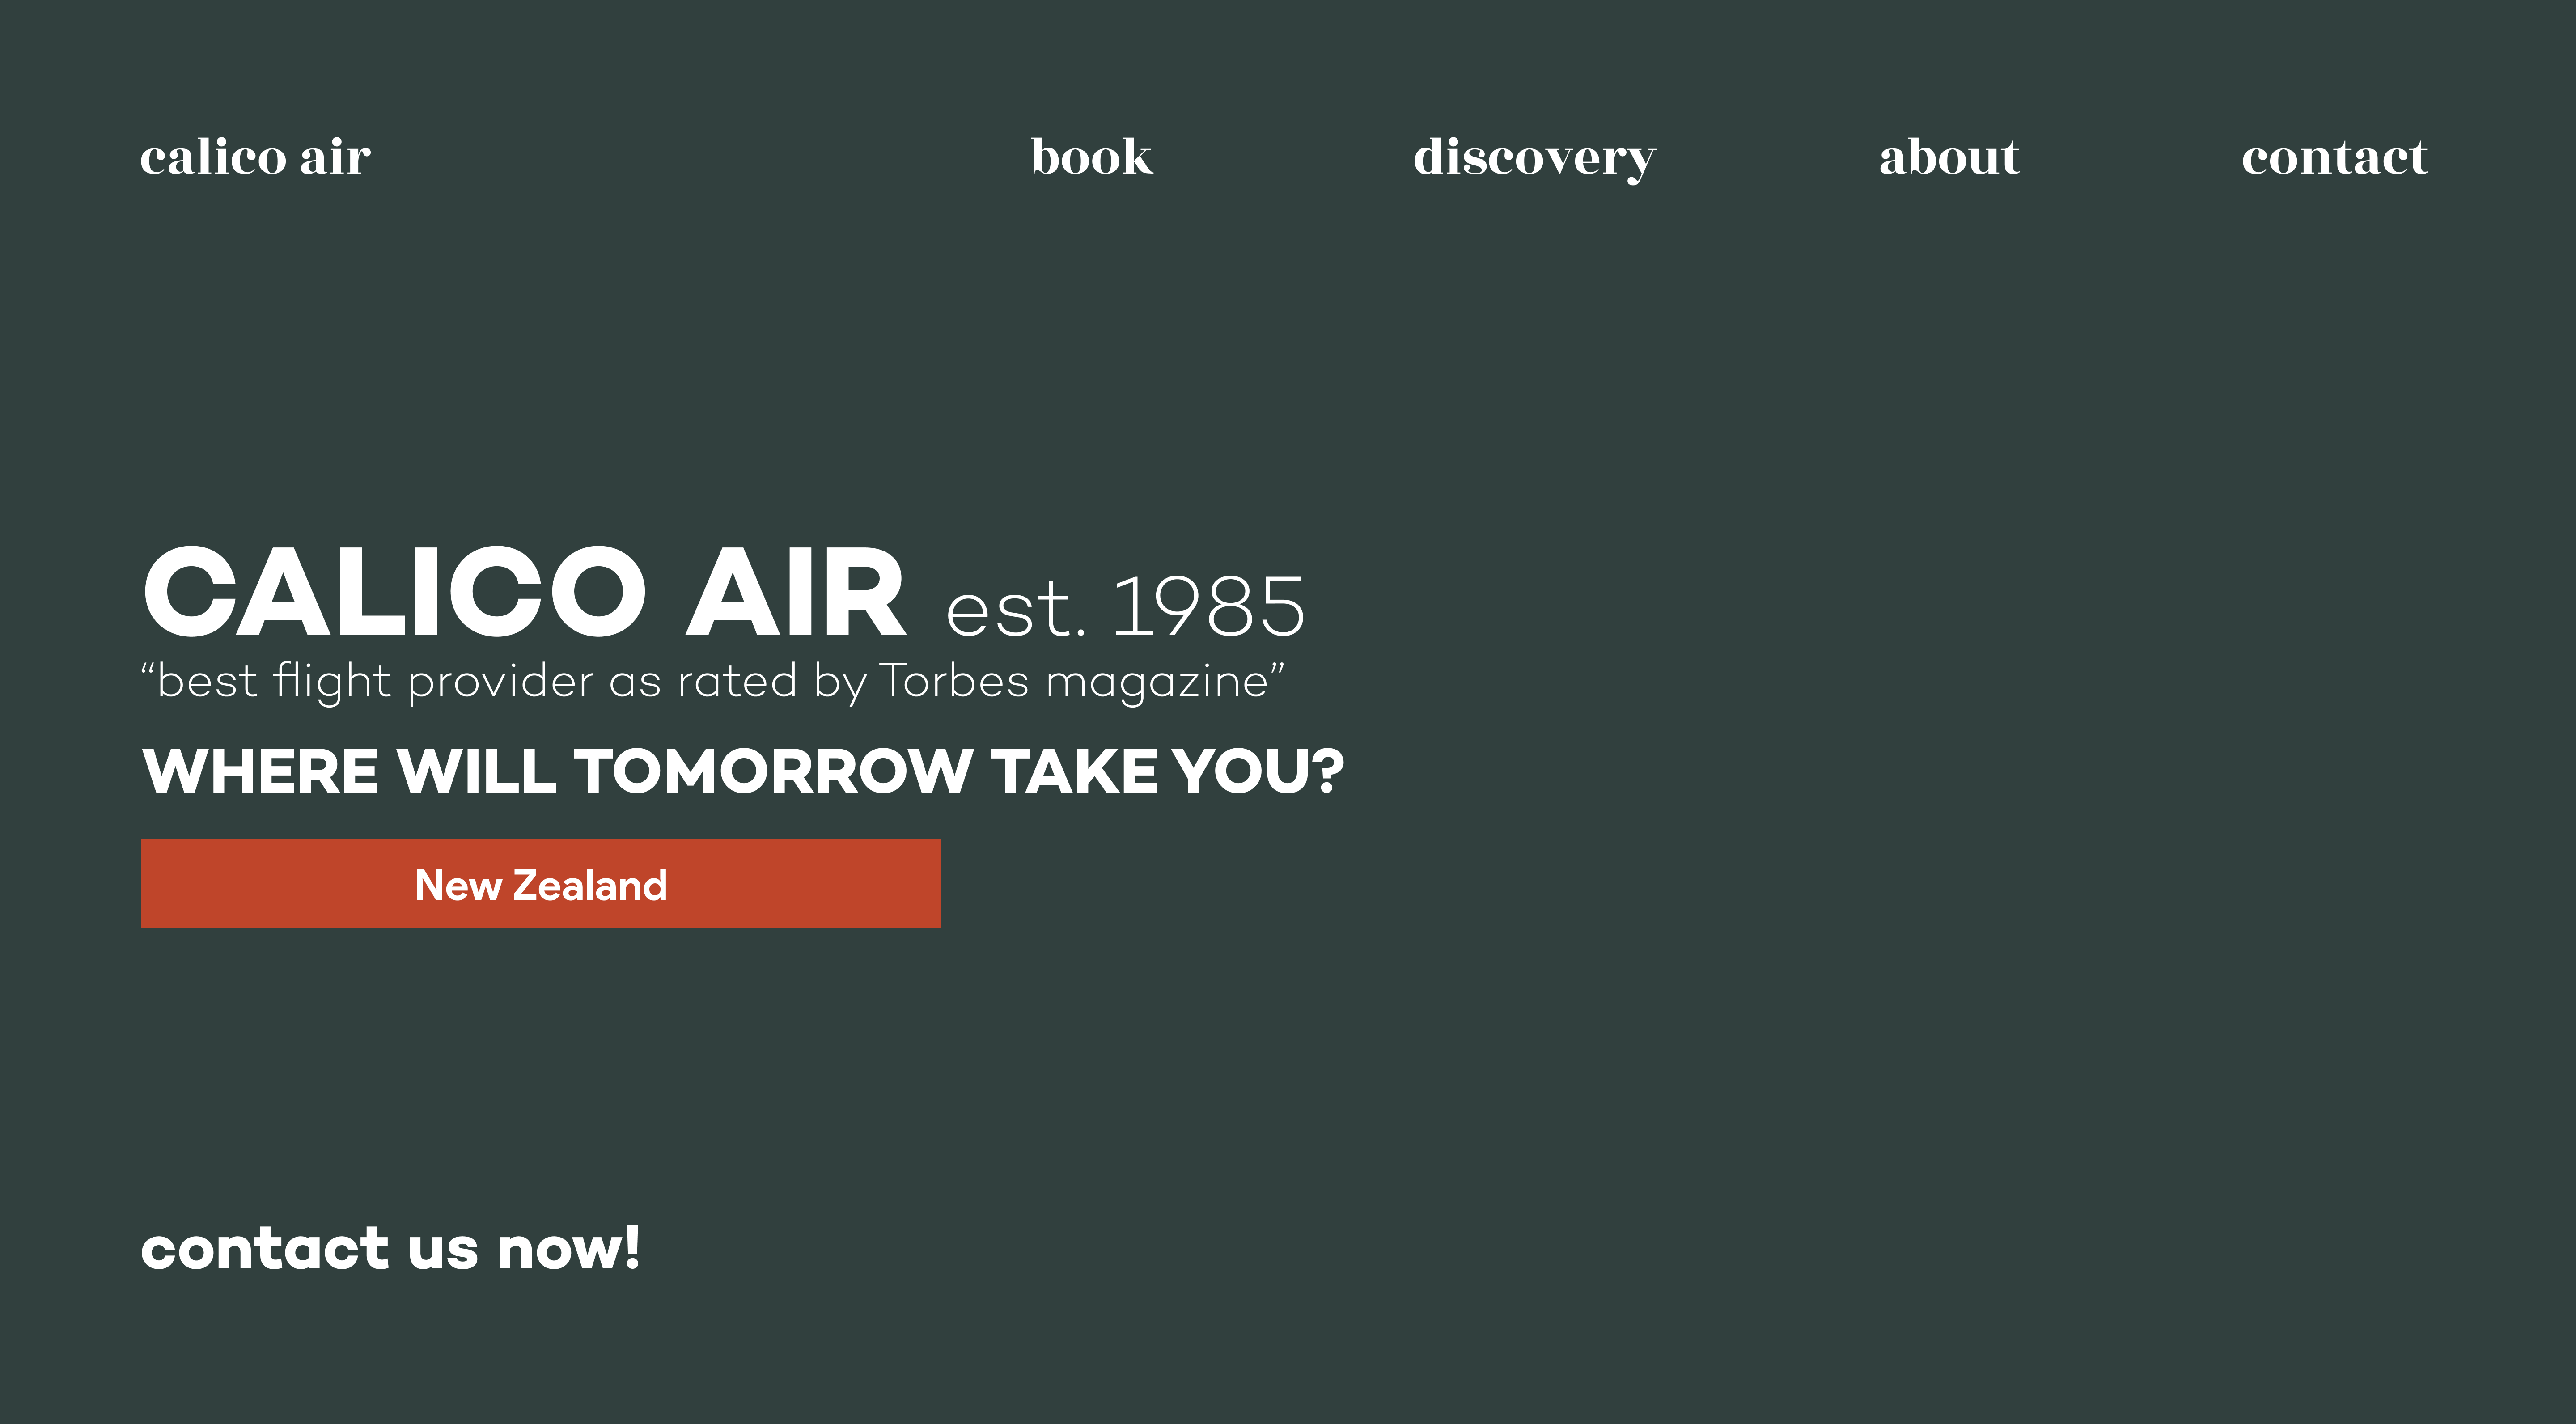 calico air book discovery about contact
CALICO AIR est. 1985
“best flight provider as rated by Torbes magazine”
WHERE WILL TOMORROW TAKE YOU?
New Zealand
contact us now!